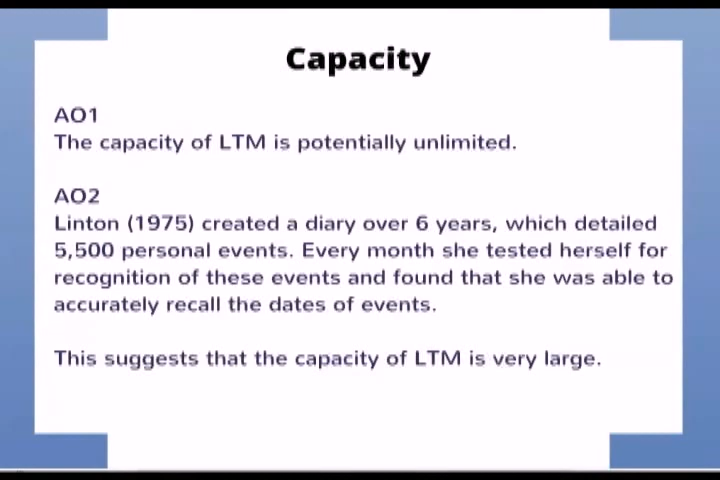 Capacity
AO1
The capacity of LTM is potentially unlimited.
AO2
Linton (1975) created a diary over 6 years, which detailed
5,500 personal events. Every month she tested herself for
recognition of these events and found that she was able to
accurately recall the dates of events.
This suggests that the capacity of LTM is very large.